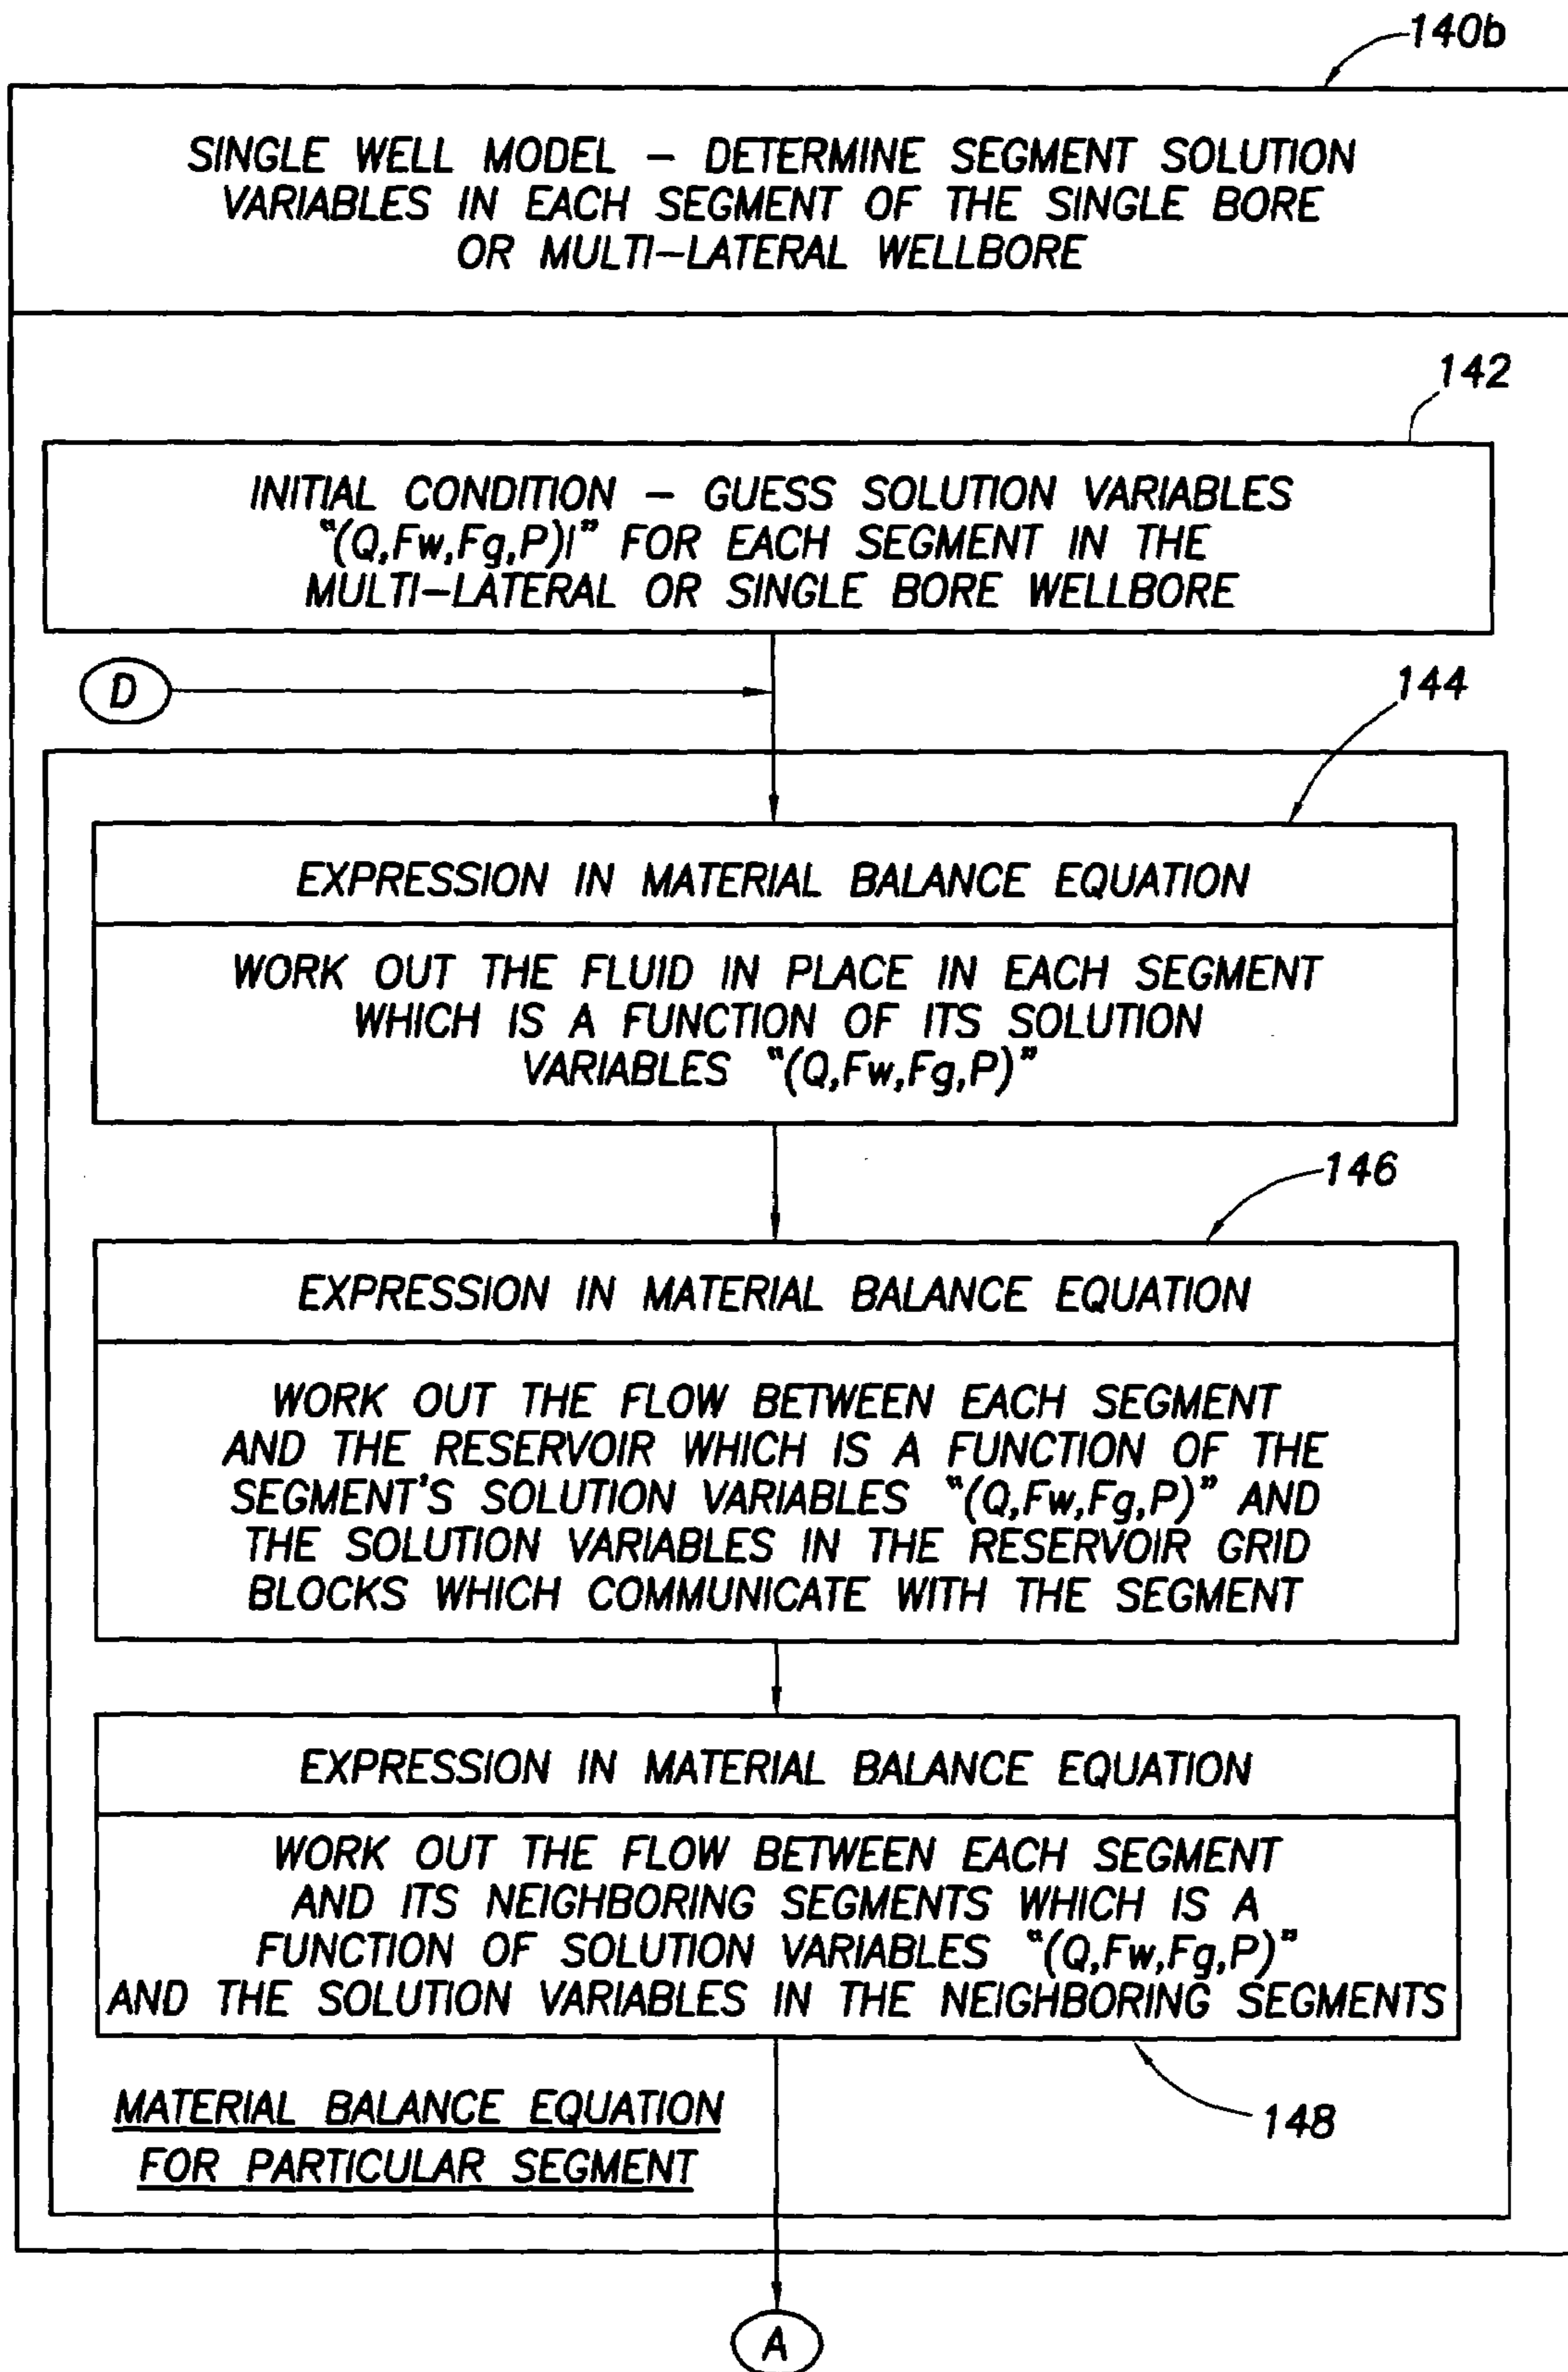 140b
SINGLE WELL MODEL – DETERMINE SEGMENT SOLUTION
VARIABLES IN EACH SEGMENT OF THE SINGLE BORE
OR MULTI–LATERAL WELLBORE
142
INITIAL CONDITION – GUESS SOLUTION VARIABLES
"(Q,Fw,Fg,P)I" FOR EACH SEGMENT IN THE
MULTI–LATERAL OR SINGLE BORE WELLBORE
D
144
EXPRESSION IN MATERIAL BALANCE EQUATION
WORK OUT THE FLUID IN PLACE IN EACH SEGMENT
WHICH IS A FUNCTION OF ITS SOLUTION
VARIABLES "(Q,Fw,Fg,P)"
146
EXPRESSION IN MATERIAL BALANCE EQUATION
WORK OUT THE FLOW BETWEEN EACH SEGMENT
AND THE RESERVOIR WHICH IS A FUNCTION OF THE
SEGMENT'S SOLUTION VARIABLES "(Q,Fw,Fg,P)" AND
THE SOLUTION VARIABLES IN THE RESERVOIR GRID
BLOCKS WHICH COMMUNICATE WITH THE SEGMENT
EXPRESSION IN MATERIAL BALANCE EQUATION
WORK OUT THE FLOW BETWEEN EACH SEGMENT
AND ITS NEIGHBORING SEGMENTS WHICH IS A
FUNCTION OF SOLUTION VARIABLES "(Q,Fw,Fg,P)"
AND THE SOLUTION VARIABLES IN THE NEIGHBORING SEGMENTS
148
MATERIAL BALANCE EQUATION
FOR PARTICULAR SEGMENT
A